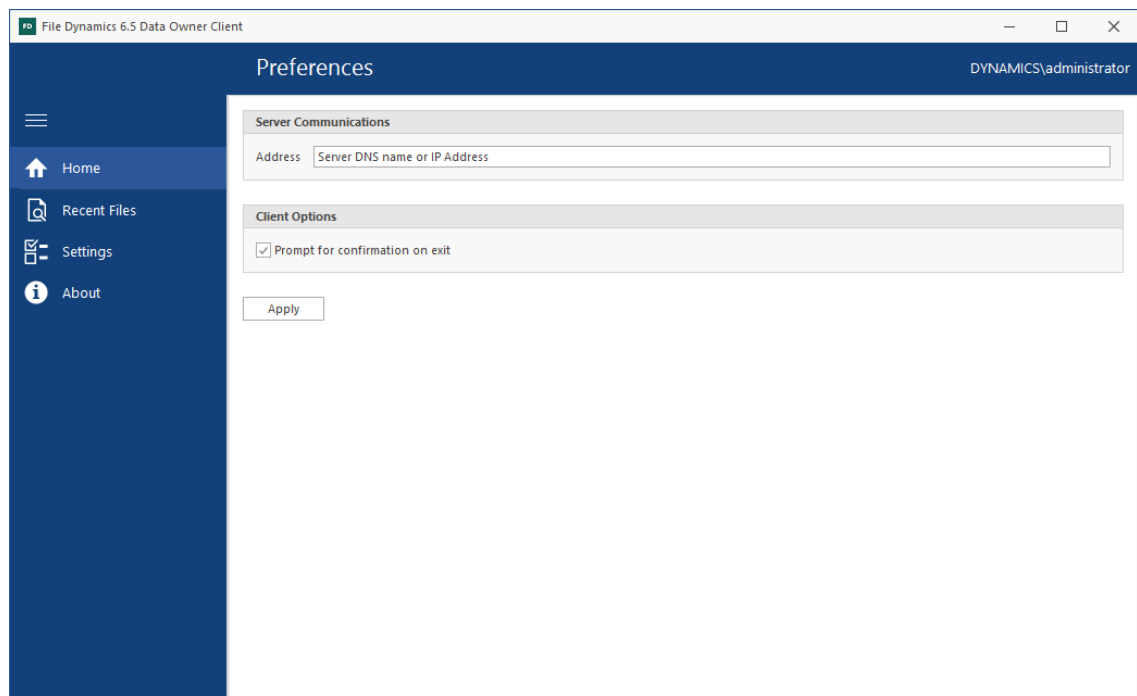 FD File Dynamics 6.5 Data Owner Client
Preferences
DYNAMICS\administrator
Home
Recent Files
Settings
About
Server Communications
Address Server DNS name or IP Address
Client Options
Prompt for confirmation on exit
Apply